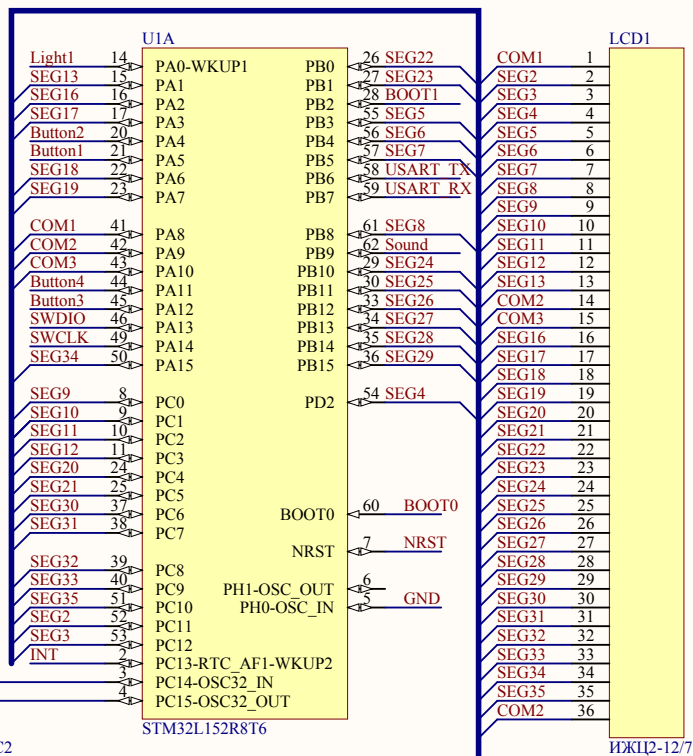 U1A
LCD1
Light1 14 PA0-WKUP1 PB0 26 SEG22 COM1 1
SEG13 15 PA1 PB1 27 SEG23 SEG2 2
SEG16 16 PA2 PB2 28 BOOT1 SEG3 3
SEG17 17 PA3 PB3 55 SEG5 SEG4 4
Button2 20 PA4 PB4 56 SEG6 SEG5 5
Button1 21 PA5 PB5 57 SEG7 SEG6 6
SEG18 22 PA6 PB6 58 USART_TX SEG7 7
SEG19 23 PA7 PB7 59 USART_RX SEG8 8
SEG9 9
COM1 41 PA8 PB8 61 SEG8 SEG10 10
COM2 42 PA9 PB9 62 Sound SEG11 11
COM3 43 PA10 PB10 29 SEG24 SEG12 12
Button4 44 PA11 PB11 30 SEG25 SEG13 13
Button3 45 PA12 PB12 33 SEG26 COM2 14
SWDIO 46 PA13 PB13 34 SEG27 COM3 15
SWCLK 49 PA14 PB14 35 SEG28 SEG16 16
SEG34 50 PA15 PB15 36 SEG29 SEG17 17
SEG18 18
SEG9 8 PC0 PD2 54 SEG4 SEG19 19
SEG10 9 PC1 SEG20 20
SEG11 10 PC2 SEG21 21
SEG12 11 PC3 SEG22 22
SEG20 24 PC4 SEG23 23
SEG21 25 PC5 SEG24 24
SEG30 37 PC6 BOOT0 60 BOOT0 SEG25 25
SEG31 38 PC7 SEG26 26
NRST 7 NRST SEG27 27
SEG32 39 PC8 SEG28 28
SEG33 40 PC9 PH1-OSC_OUT 6 SEG29 29
SEG35 51 PC10 PH0-OSC_IN 5 GND SEG30 30
SEG2 52 PC11 SEG31 31
SEG3 53 PC12 SEG32 32
INT 2 PC13-RTC_AF1-WKUP2 SEG33 33
3 PC14-OSC32_IN SEG34 34
4 PC15-OSC32_OUT SEG35 35
COM2 36
STM32L152R8T6
C2
ИЖЦ2-12/7